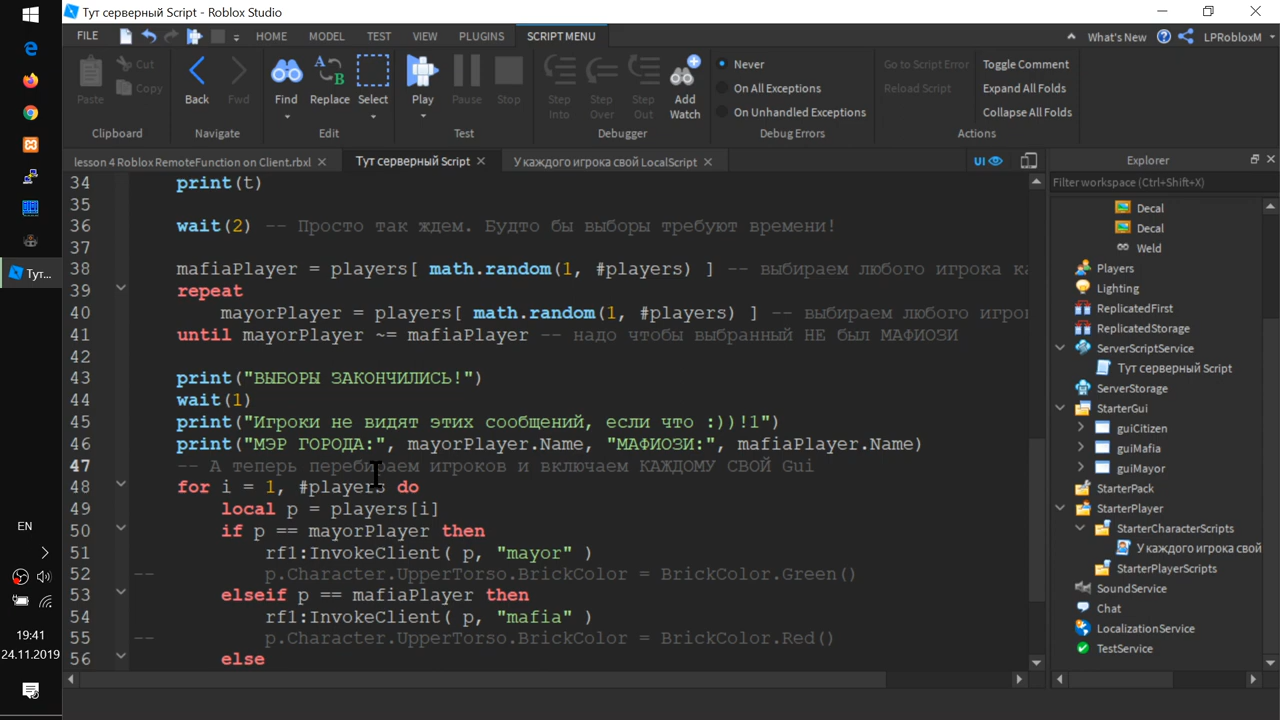 Тут серверный Script - Roblox Studio
FILE HOME MODEL TEST VIEW PLUGINS SCRIPT MENU What's New LPRobloxM
Paste Cut Copy
Clipboard
Back Fwd
Navigate
Find Replace Select
Edit
Play Pause Stop
Test
Step Into Step Over Step Out Add Watch
Debugger
Never
On All Exceptions
On Unhandled Exceptions
Debug Errors
Go to Script Error
Reload Script
Toggle Comment
Expand All Folds
Collapse All Folds
Actions
lesson 4 Roblox RemoteFunction on Client.rbxl Тут серверный Script У каждого игрока свой LocalScript UI
34 print(t)
35
36 wait(2) -- Просто так ждем. Будто бы выборы требуют времени!
37
38 mafiaPlayer = players[ math.random(1, #players) ] -- выбираем любого игрока ка
39 repeat
40 mayorPlayer = players[ math.random(1, #players) ] -- выбираем любого игрон
41 until mayorPlayer ~= mafiaPlayer -- надо чтобы выбранный НЕ был МАФИОЗИ
42
43 print("ВЫБОРЫ ЗАКОНЧИЛИСЬ!")
44 wait(1)
45 print("Игроки не видят этих сообщений, если что :))!1")
46 print("МЭР ГОРОДА:", mayorPlayer.Name, "МАФИОЗИ:", mafiaPlayer.Name)
47 -- А теперь перебираем игроков и включаем КАЖДОМУ СВОЙ Gui
48 for i = 1, #players do
49 local p = players[i]
50 if p == mayorPlayer then
51 rf1:InvokeClient( p, "mayor" )
52 -- p.Character.UpperTorso.BrickColor = BrickColor.Green()
53 elseif p == mafiaPlayer then
54 rf1:InvokeClient( p, "mafia" )
55 -- p.Character.UpperTorso.BrickColor = BrickColor.Red()
56 else
Explorer
Filter workspace (Ctrl+Shift+X)
Decal
Decal
Weld
Players
Lighting
ReplicatedFirst
ReplicatedStorage
ServerScriptService
Тут серверный Script
ServerStorage
StarterGui
guiCitizen
guiMafia
guiMayor
StarterPack
StarterPlayer
StarterCharacterScripts
У каждого игрока свой
StarterPlayerScripts
SoundService
Chat
LocalizationService
TestService
Тут...
EN
19:41
24.11.2019